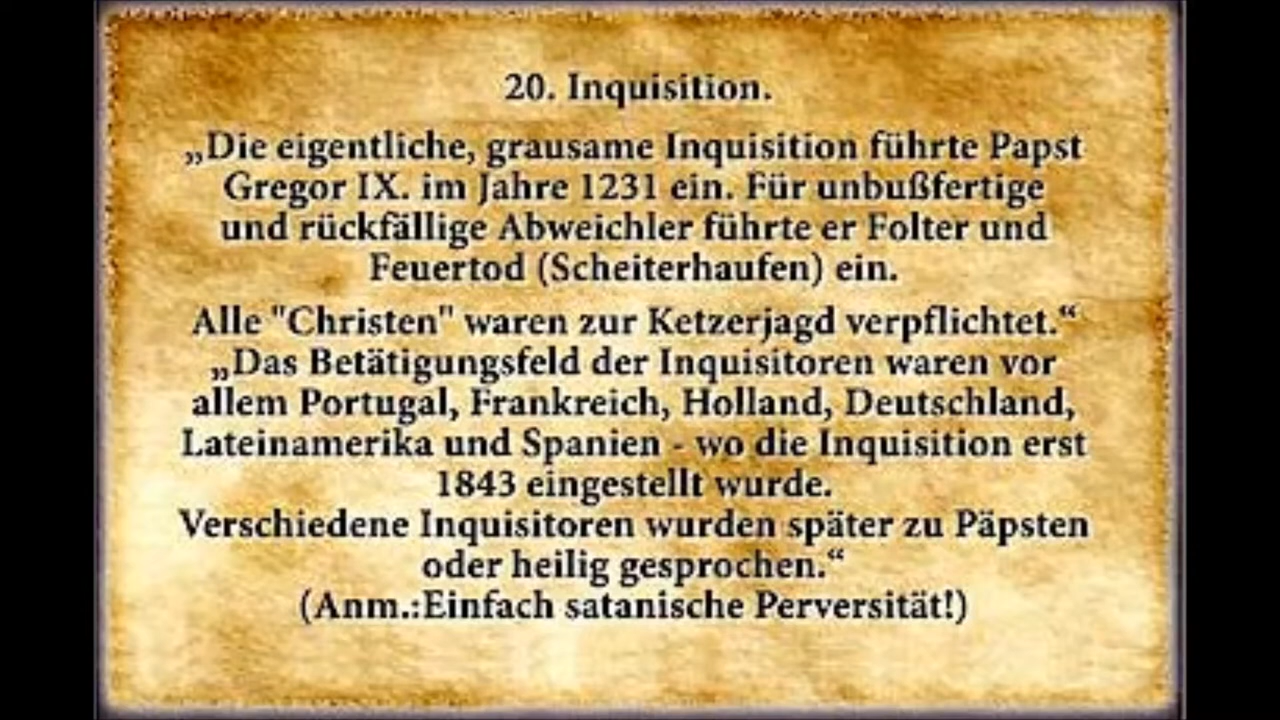 20. Inquisition.
„Die eigentliche, grausame Inquisition führte Papst
Gregor IX. im Jahre 1231 ein. Für unbußfertige
und rückfällige Abweichler führte er Folter und
Feuertod (Scheiterhaufen) ein.
Alle "Christen" waren zur Ketzerjagd verpflichtet.“
„Das Betätigungsfeld der Inquisitoren waren vor
allem Portugal, Frankreich, Holland, Deutschland,
Lateinamerika und Spanien - wo die Inquisition erst
1843 eingestellt wurde.
Verschiedene Inquisitoren wurden später zu Päpsten
oder heilig gesprochen.“
(Anm.:Einfach satanische Perversität!)